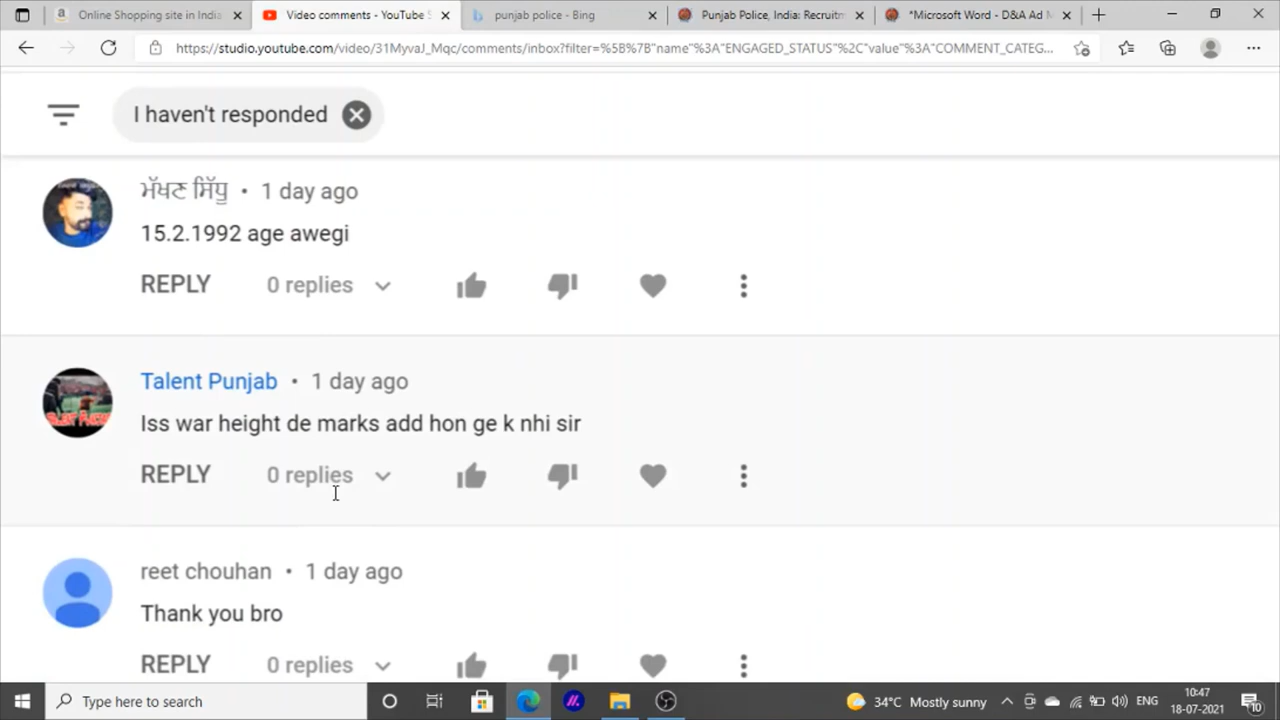 Online Shopping site in India
Video comments - YouTube S
punjab police - Bing
Punjab Police, India: Recruitm
*Microsoft Word - D&A Ad M
https://studio.youtube.com/video/31MyvaJ_Mqc/comments/inbox?filter=%5B%7B"name"%3A"ENGAGED_STATUS"%2C"value"%3A"COMMENT_CATEG...
I haven't responded
ਮੱਖਣ ਸਿੱਧੂ • 1 day ago
15.2.1992 age awegi
REPLY 0 replies
Talent Punjab • 1 day ago
Iss war height de marks add hon ge k nhi sir
REPLY 0 replies
reet chouhan • 1 day ago
Thank you bro
REPLY 0 replies
Type here to search
34°C Mostly sunny
ENG
10:47
18-07-2021
10